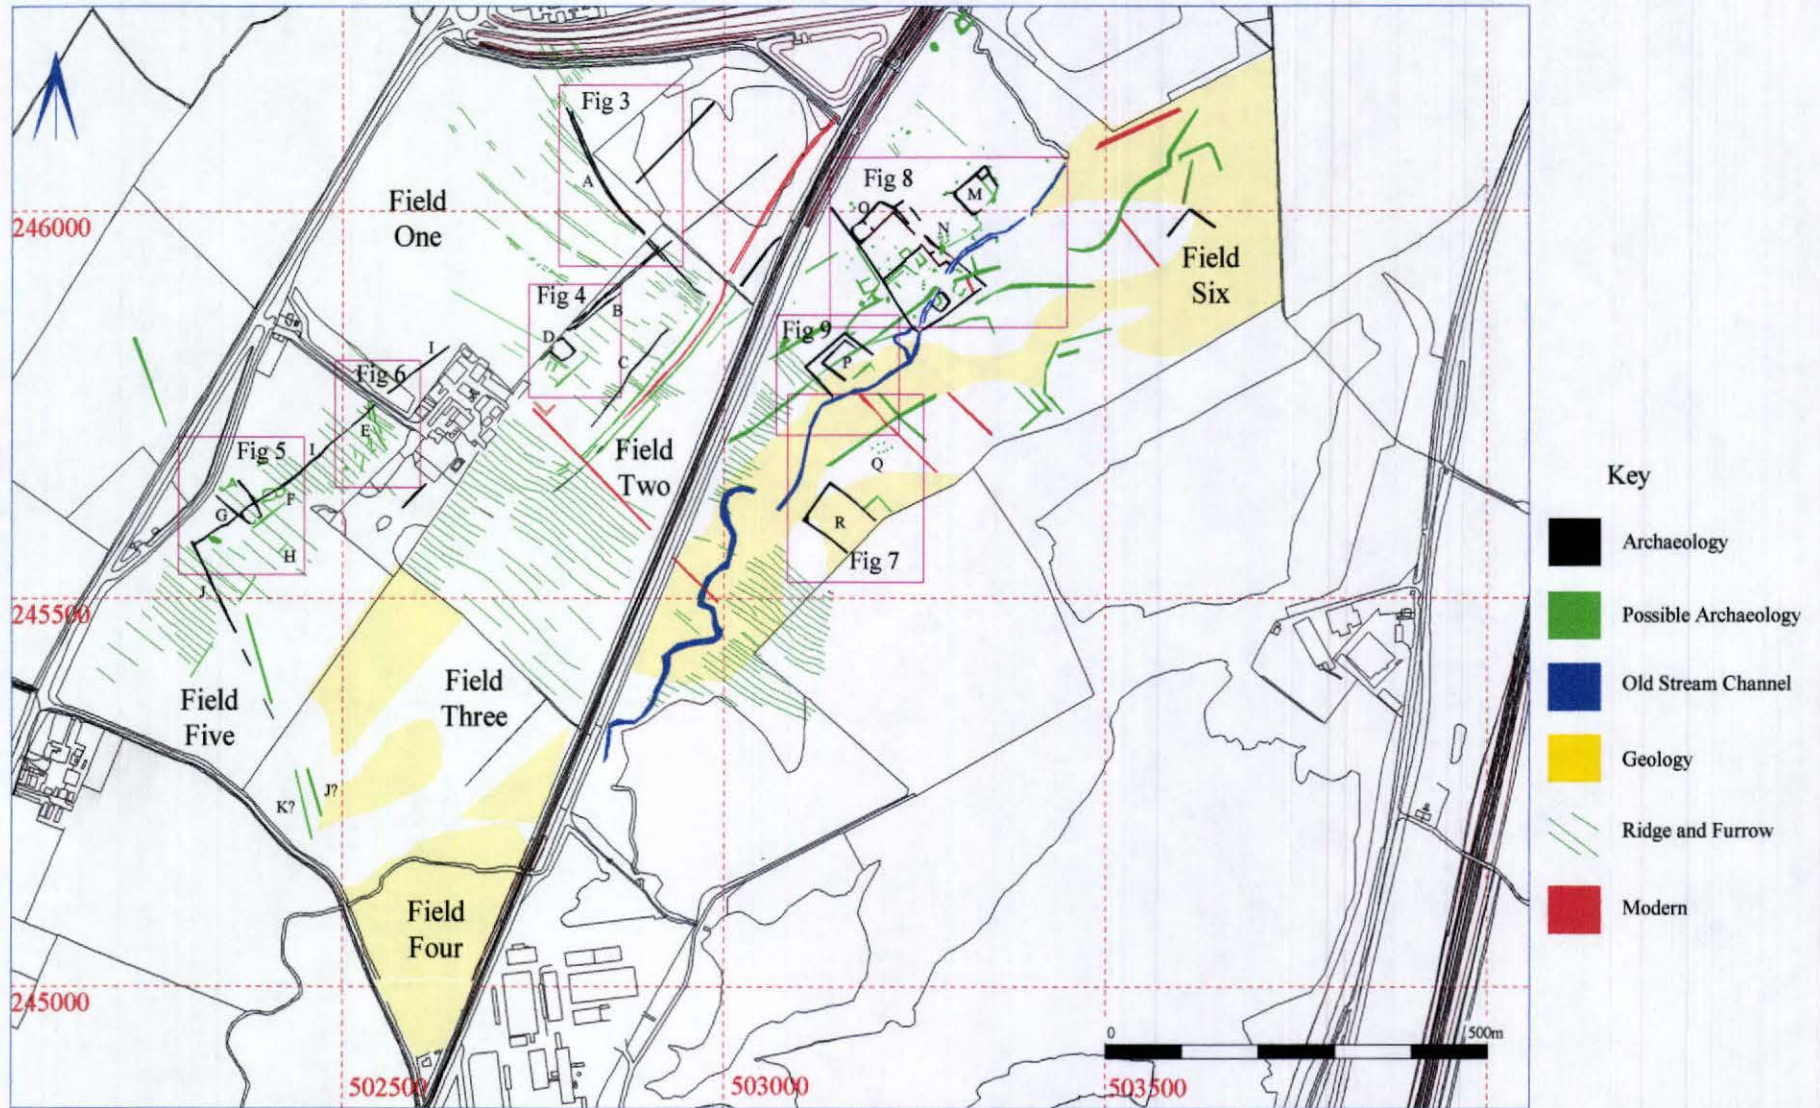 Fig 3
A
Field
One
246000
Fig 8
M
O
N
Field
Six
Fig 4
B
D
C
Fig 9
P
I
Fig 6
E
Fig 5
I
F
G
H
J
Field
Two
Q
R
Fig 7
245500
Field
Three
Field
Five
K?
J?
Field
Four
245000
502500
503000
503500
0
500m
Key
Archaeology
Possible Archaeology
Old Stream Channel
Geology
Ridge and Furrow
Modern